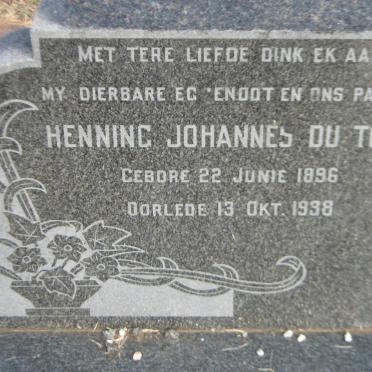 MET TERE LIEFDE DINK EK AA
MY DIERBARE EG'ENOOT EN ONS PA
HENNING JOHANNES DU TO
GEBORE 22 JUNIE 1896
OORLEDE 13 OKT. 1938